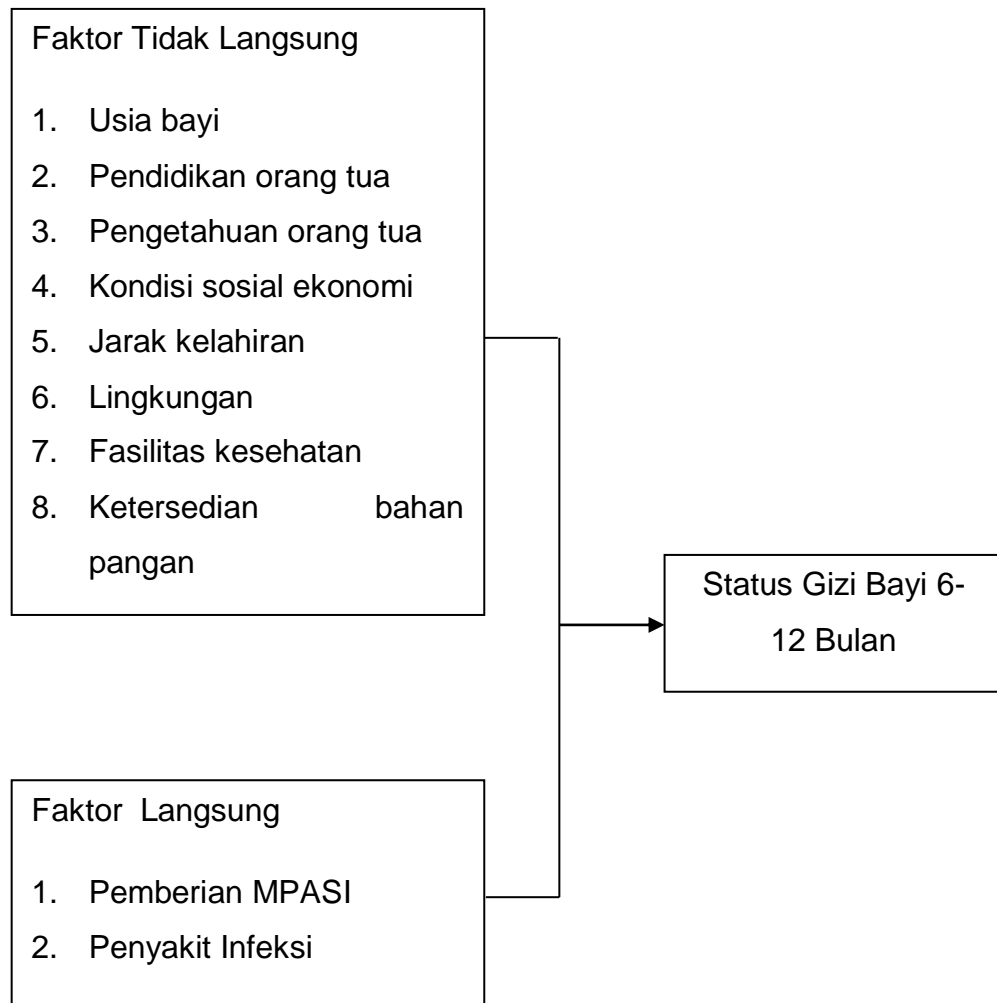 Faktor Tidak Langsung
1. Usia bayi
2. Pendidikan orang tua
3. Pengetahuan orang tua
4. Kondisi sosial ekonomi
5. Jarak kelahiran
6. Lingkungan
7. Fasilitas kesehatan
8. Ketersedian bahan
pangan
Status Gizi Bayi 6-
12 Bulan
Faktor Langsung
1. Pemberian MPASI
2. Penyakit Infeksi